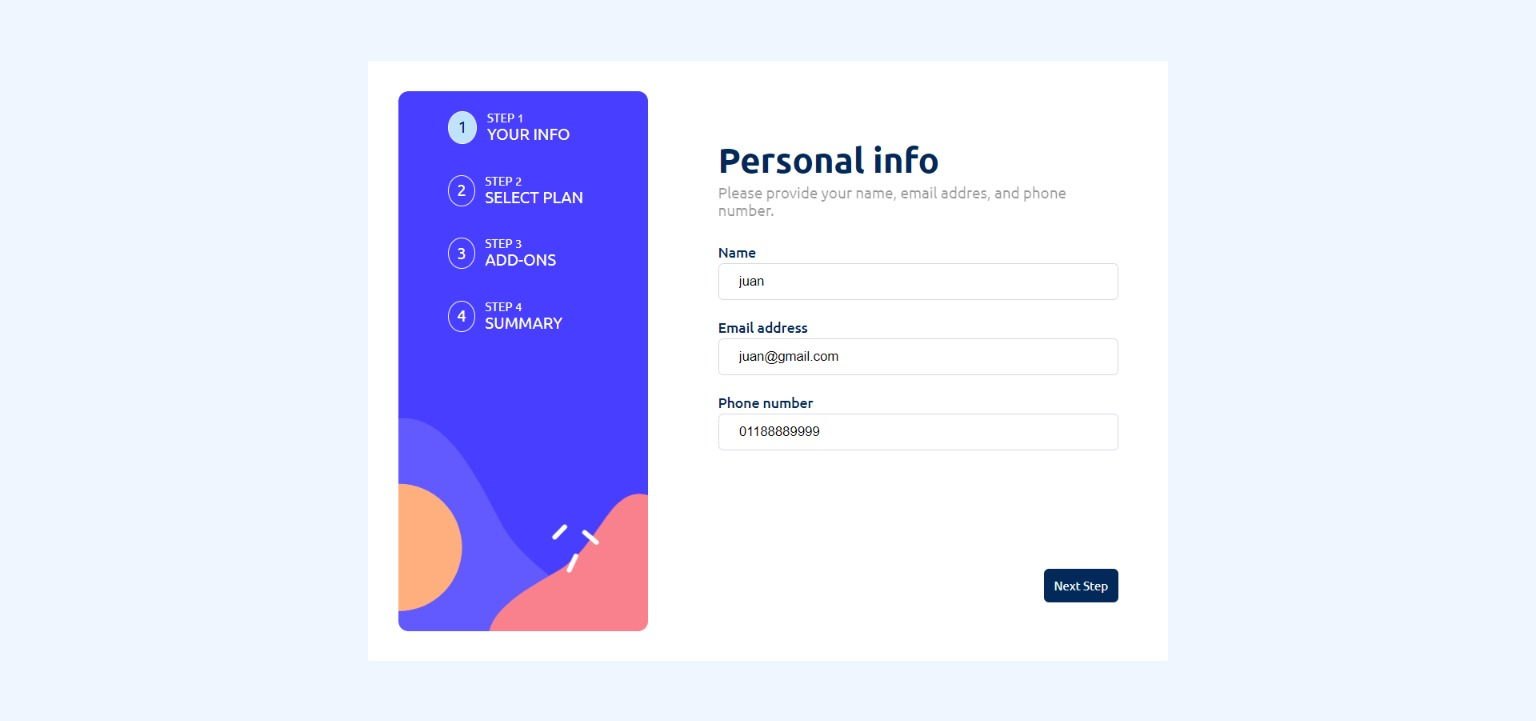 1
STEP 1
YOUR INFO
2
STEP 2
SELECT PLAN
3
STEP 3
ADD-ONS
4
STEP 4
SUMMARY
Personal info
Please provide your name, email addres, and phone
number.
Name
juan
Email address
juan@gmail.com
Phone number
01188889999
Next Step